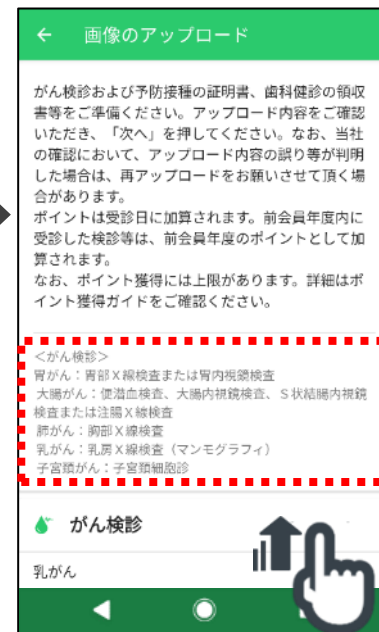 ← 画像のアップロード
がん検診および予防接種の証明書、歯科健診の領収
書等をご準備ください。アップロード内容をご確認
いただき、「次へ」を押してください。なお、当社
の確認において、アップロード内容の誤り等が判明
した場合は、再アップロードをお願いさせて頂く場
合があります。
ポイントは受診日に加算されます。前会員年度内に
受診した検診等は、前会員年度のポイントとして加
算されます。
なお、ポイント獲得には上限があります。詳細はポ
イント獲得ガイドをご確認ください。
＜がん検診＞
胃がん：胃部X線検査または胃内視鏡検査
大腸がん：便潜血検査、大腸内視鏡検査、S状結腸内視鏡
検査または注腸X線検査
肺がん：胸部X線検査
乳がん：乳房X線検査（マンモグラフィ）
子宮頚がん：子宮頚細胞診
がん検診
乳がん